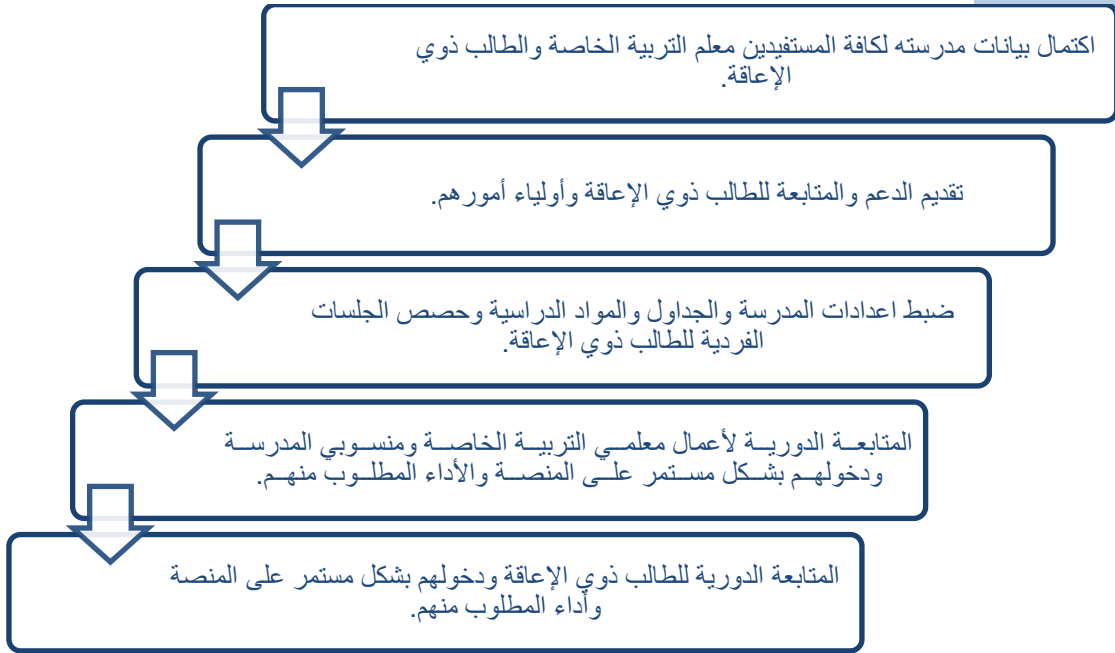 اكتمال بيانات مدرسته لكافة المستفيدين معلم التربية الخاصة والطالب ذوي
الإعاقة.
تقديم الدعم والمتابعة للطالب ذوي الإعاقة وأولياء أمورهم.
ضبط اعدادات المدرسة والجداول والمواد الدراسية وحصص الجلسات
الفردية للطالب ذوي الإعاقة.
المتابعة الدورية لأعمال معلمي التربية الخاصة ومنسوبي المدرسة
ودخولهم بشكل مستمر على المنصة والأداء المطلوب منهم.
المتابعة الدورية للطالب ذوي الإعاقة ودخولهم بشكل مستمر على المنصة
وأداء المطلوب منهم.